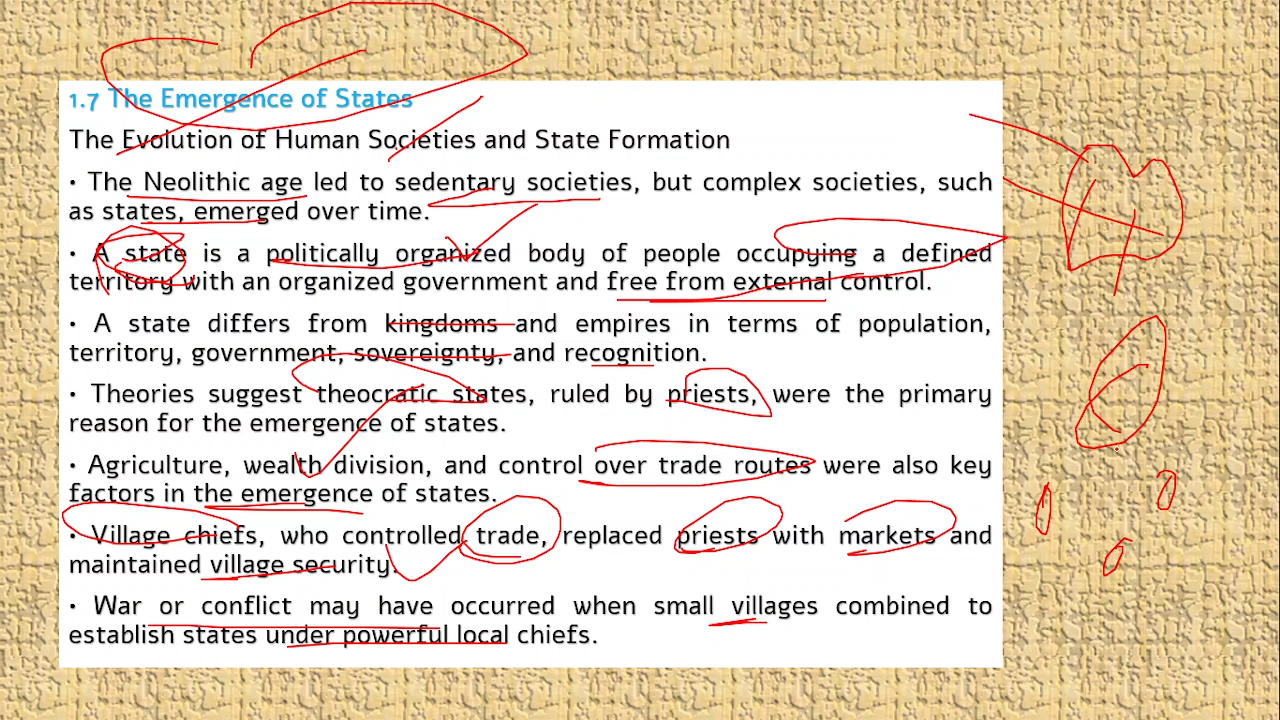 1.7 The Emergence of States
The Evolution of Human Societies and State Formation
• The Neolithic age led to sedentary societies, but complex societies, such
as states, emerged over time.
• A state is a politically organized body of people occupying a defined
territory with an organized government and free from external control.
• A state differs from kingdoms and empires in terms of population,
territory, government, sovereignty, and recognition.
• Theories suggest theocratic states, ruled by priests, were the primary
reason for the emergence of states.
• Agriculture, wealth division, and control over trade routes were also key
factors in the emergence of states.
• Village chiefs, who controlled trade, replaced priests with markets and
maintained village security.
• War or conflict may have occurred when small villages combined to
establish states under powerful local chiefs.